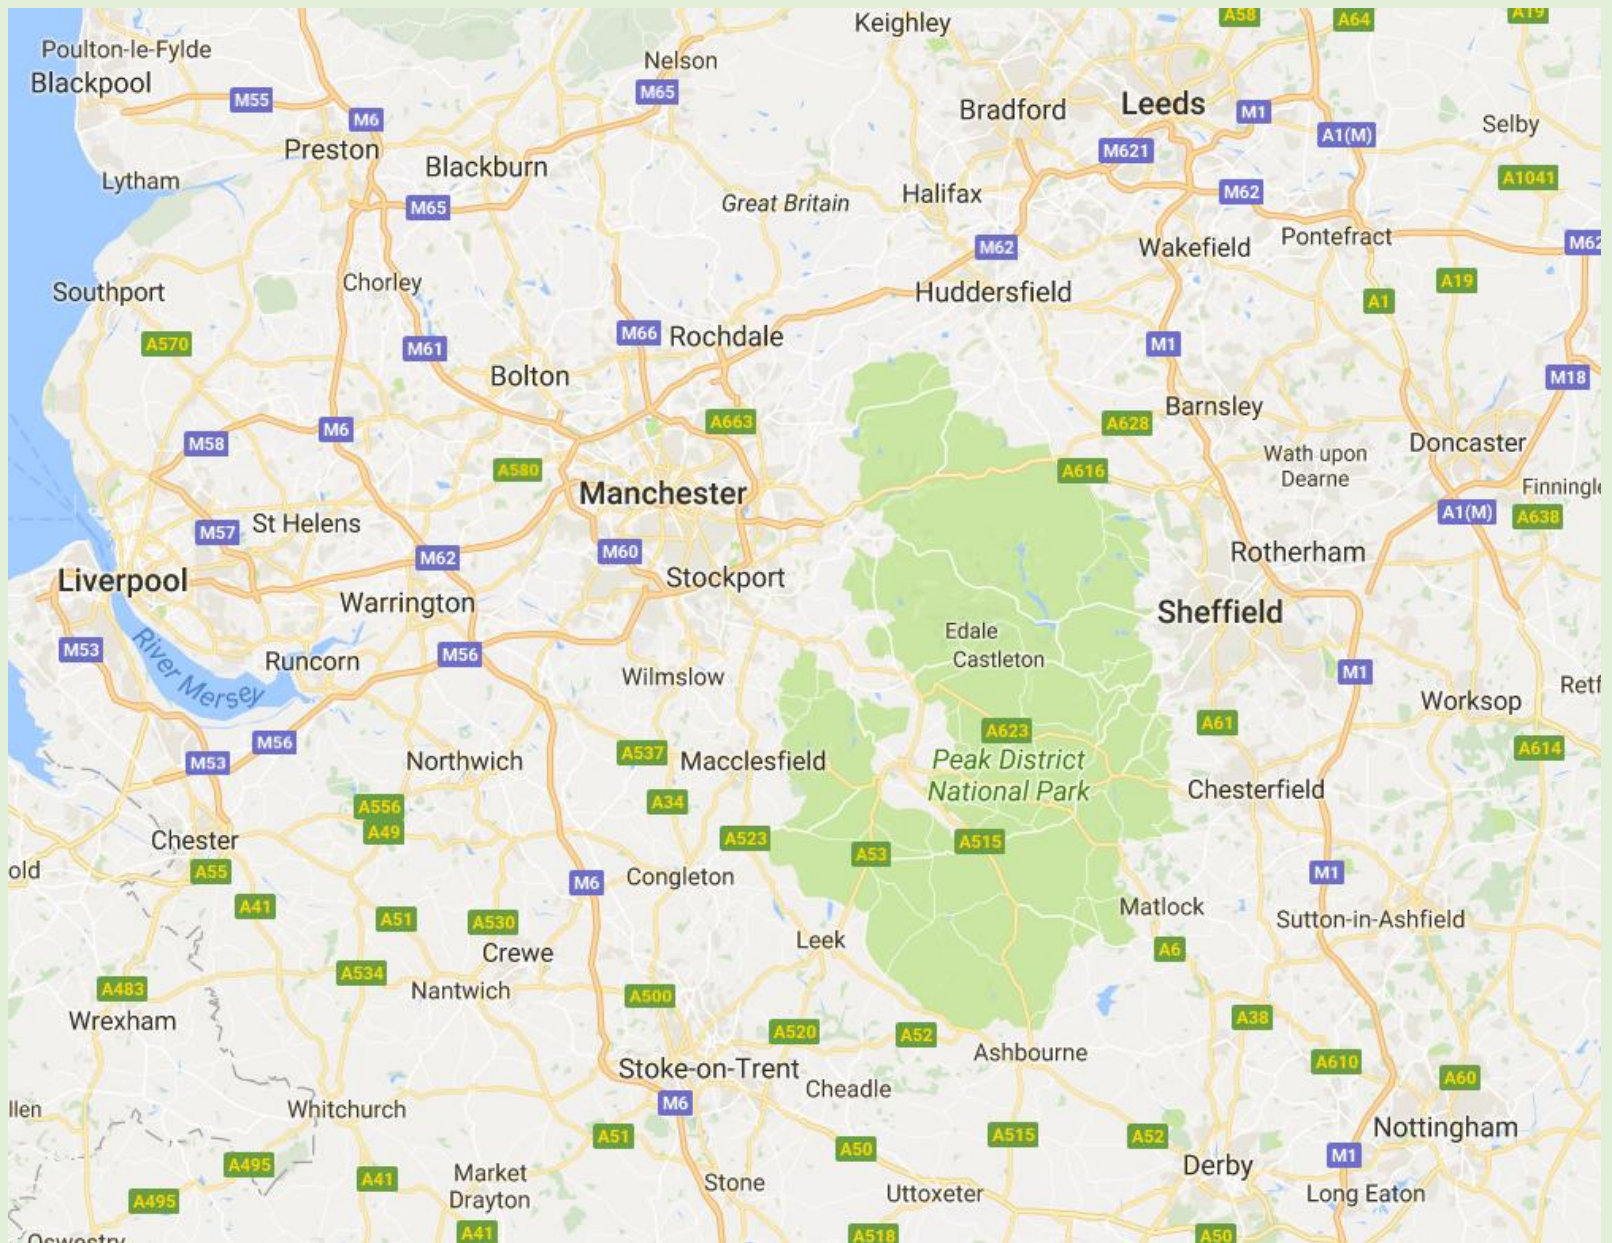 Keighley
A58
A64
A19
Poulton-le-Fylde
Blackpool
Nelson
M55
M65
M6
Bradford
Leeds
M1
A1(M)
Selby
Preston
Blackburn
M621
Lytham
A1041
M65
Great Britain
Halifax
M62
M62
Wakefield
Pontefract
M62
Southport
Chorley
Huddersfield
A1
A19
A570
M61
M66
Rochdale
M1
Bolton
M18
M58
M6
A663
A628
Barnsley
Doncaster
A580
A616
Wath upon
Dearne
Manchester
Finningle
M57
St Helens
A1(M)
A638
M62
M60
Rotherham
Liverpool
Stockport
Warrington
Sheffield
M53
River Mersey
Runcorn
M56
Edale
Castleton
Wilmslow
M1
Worksop
Retf
M56
M53
Northwich
A537
Macclesfield
A623
A61
A614
Peak District
National Park
Chesterfield
A556
A49
A34
Chester
A523
A53
A515
old
A55
M6
Congleton
M1
A41
A51
A530
Matlock
Sutton-in-Ashfield
Crewe
Leek
A6
A483
A534
Nantwich
A500
Wrexham
A520
A52
A38
Ashbourne
Stoke-on-Trent
Cheadle
A610
A60
llen
Whitchurch
M6
A51
A50
A515
A52
Nottingham
M1
A495
A41
Market
Drayton
Stone
Uttoxeter
Derby
Long Eaton
A495
Oswestry
A41
A518
A50